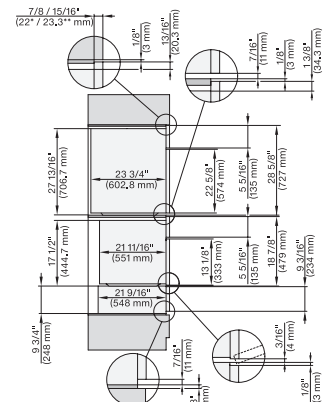 7/8 / 15/16"
(22* / 23.3** mm)
1/8"
(3 mm)
13/16"
(20.3 mm)
7/16"
(11 mm)
1/8"
(3 mm)
1 3/8"
(34.3 mm)
27 13/16"
(706.7 mm)
23 3/4"
(602.8 mm)
22 5/8"
(574 mm)
5 5/16"
(135 mm)
28 5/8"
(727 mm)
17 1/2"
(444.7 mm)
21 11/16"
(551 mm)
13 1/8"
(333 mm)
5 5/16"
(135 mm)
18 7/8"
(479 mm)
9 3/16"
(234 mm)
21 9/16"
(548 mm)
9 3/4"
(248 mm)
7/16"
(11 mm)
3/16"
(4 mm)
1/8"
(3 mm)